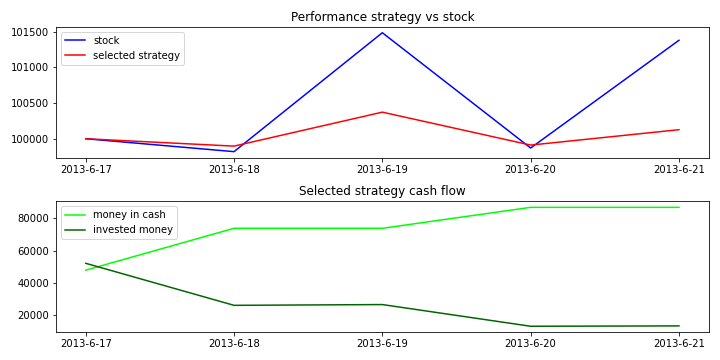 Performance strategy vs stock
101500
101000
100500
100000
stock
selected strategy
2013-6-17 2013-6-18 2013-6-19 2013-6-20 2013-6-21
Selected strategy cash flow
80000
60000
40000
20000
money in cash
invested money
2013-6-17 2013-6-18 2013-6-19 2013-6-20 2013-6-21